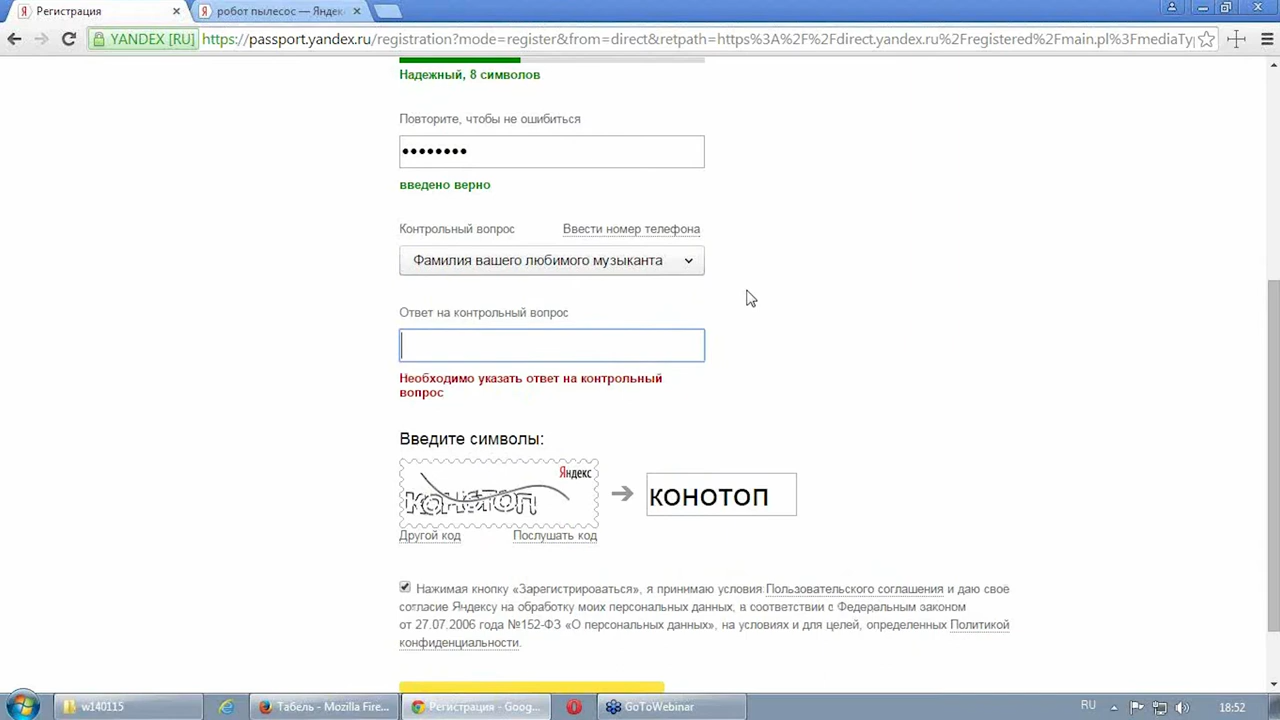 Регистрация
робот пылесос — Яндек
YANDEX [RU]
https://passport.yandex.ru/registration?mode=register&from=direct&retpath=https%3A%2F%2Fdirect.yandex.ru%2Fregistered%2Fmain.pl%3FmediaTy
Надежный, 8 символов
Повторите, чтобы не ошибиться
введено верно
Контрольный вопрос
Ввести номер телефона
Фамилия вашего любимого музыканта
Ответ на контрольный вопрос
Необходимо указать ответ на контрольный
вопрос
Введите символы:
Яндекс
конотоп
КОНОТОП
Другой код
Послушать код
Нажимая кнопку «Зарегистрироваться», я принимаю условия Пользовательского соглашения и даю своё
согласие Яндексу на обработку моих персональных данных, в соответствии с Федеральным законом
от 27.07.2006 года №152-ФЗ «О персональных данных», на условиях и для целей, определенных Политикой
конфиденциальности.
w140115
Табель - Mozilla Fire...
Регистрация - Goog...
GoToWebinar
RU
18:52